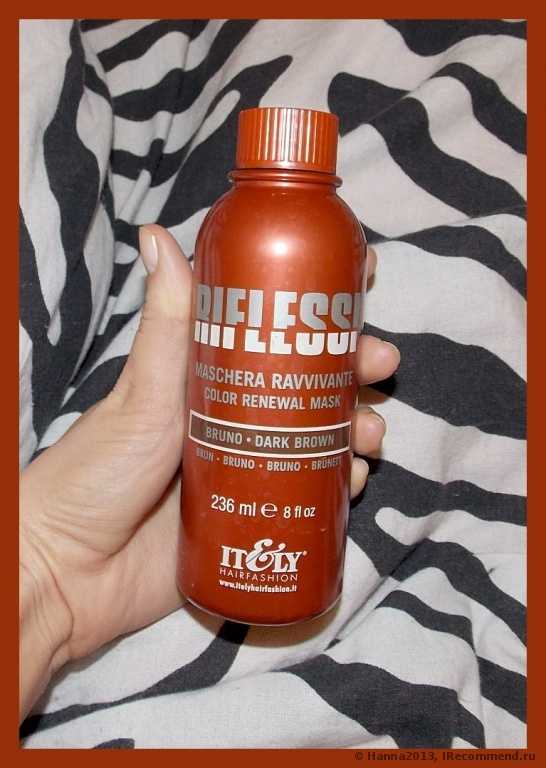 RIFLESSI
MASCHERA RAVVIVANTE
COLOR RENEWAL MASK
BRUNO • DARK BROWN
BRUN • BRUNO • BRUNO • BRÜNETT
236 ml ℮ 8 fl oz
IT&LY®
HAIRFASHION
www.italyhairfashion.it
© Hanna2013, IRecommend.ru